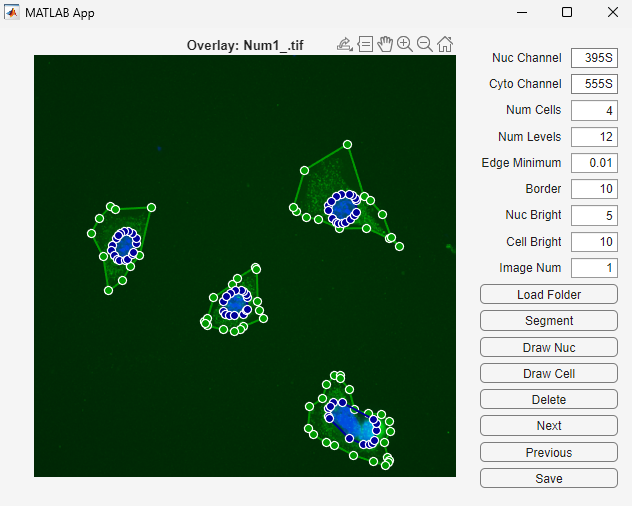 MATLAB App
Overlay: Num1_.tif
Nuc Channel 395S
Cyto Channel 555S
Num Cells 4
Num Levels 12
Edge Minimum 0.01
Border 10
Nuc Bright 5
Cell Bright 10
Image Num 1
Load Folder
Segment
Draw Nuc
Draw Cell
Delete
Next
Previous
Save